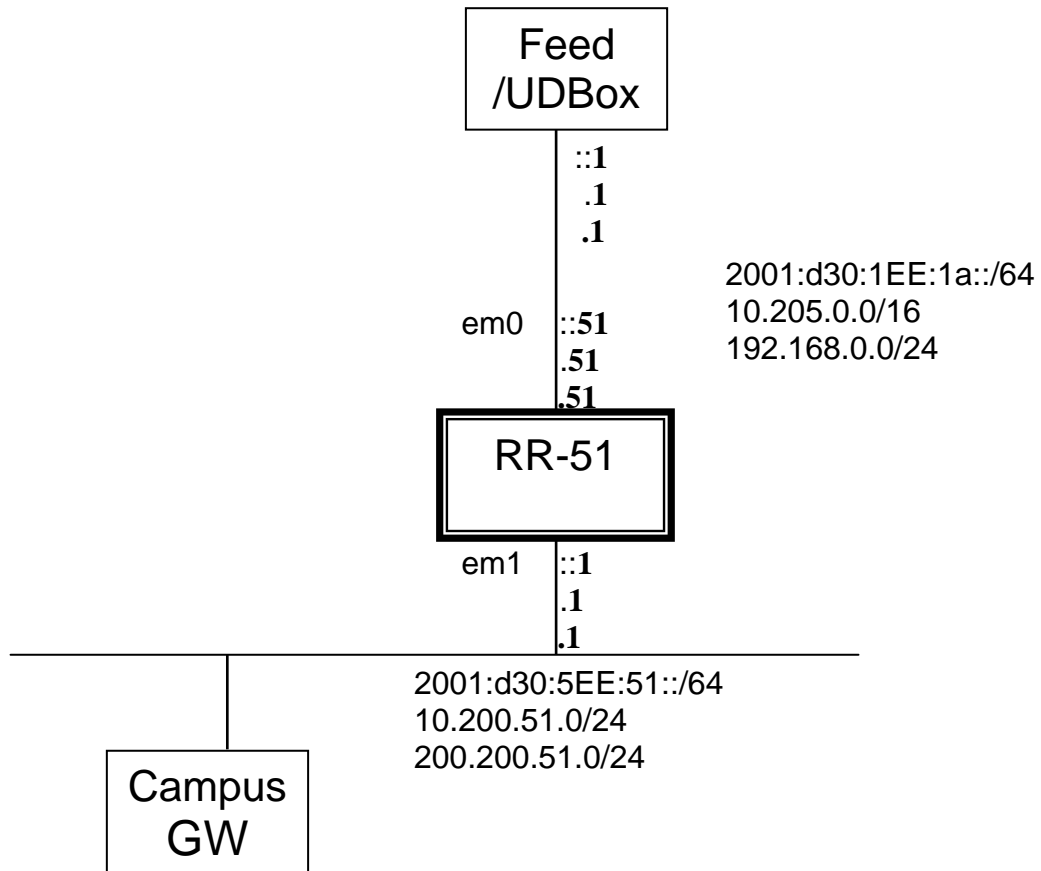 Feed
/UDBox
::1
.1
.1
2001:d30:1EE:1a::/64
10.205.0.0/16
192.168.0.0/24
em0
::51
.51
.51
RR-51
em1
::1
.1
.1
2001:d30:5EE:51::/64
10.200.51.0/24
200.200.51.0/24
Campus
GW